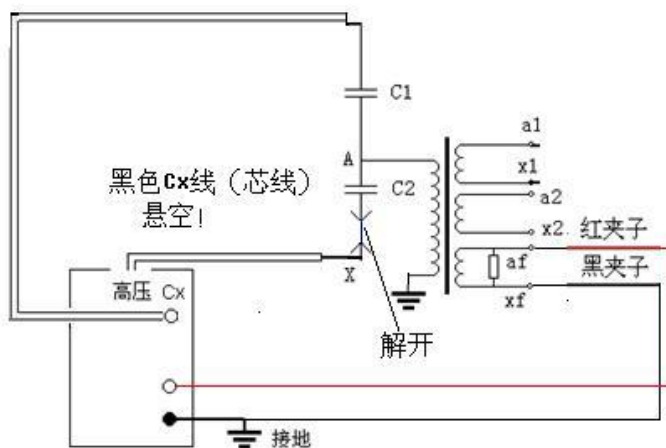 C1
a1
x1
A
C2
a2
黑色Cx线（芯线）
悬空！
x2
红夹子
af
黑夹子
X
xf
高压 Cx
解开
接地